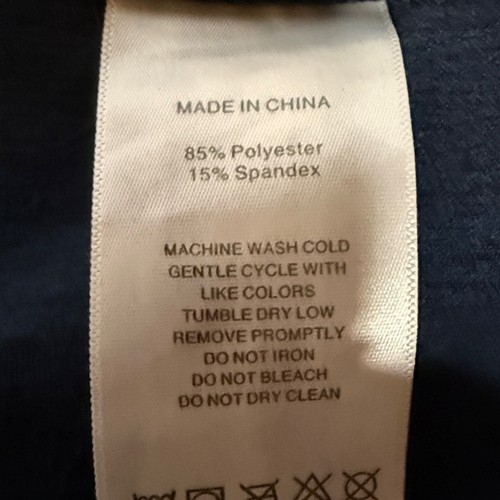 MADE IN CHINA
85% Polyester
15% Spandex
MACHINE WASH COLD
GENTLE CYCLE WITH
LIKE COLORS
TUMBLE DRY LOW
REMOVE PROMPTLY
DO NOT IRON
DO NOT BLEACH
DO NOT DRY CLEAN